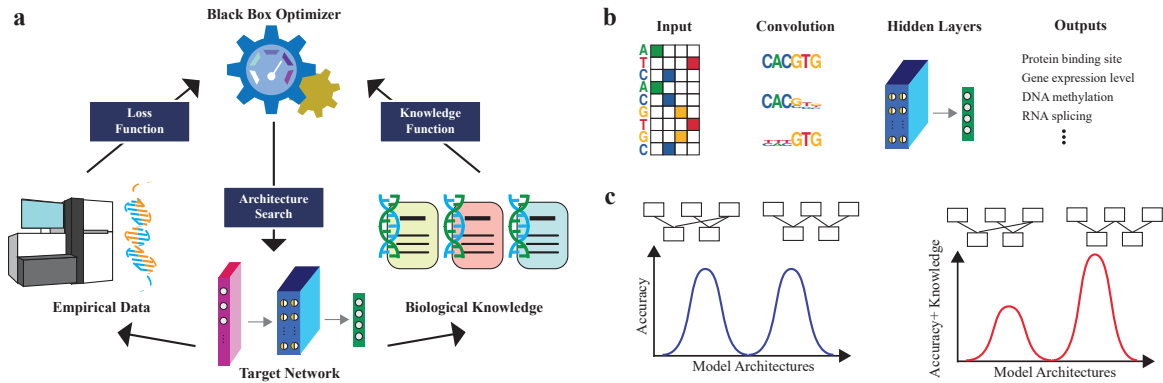 a
Black Box Optimizer
Loss
Function
Knowledge
Function
Architecture
Search
Empirical Data
Biological Knowledge
Target Network
b
Input
Convolution
Hidden Layers
Outputs
A
T
C
A
C
G
T
G
C
CACGTG
CACG
GTG
Protein binding site
Gene expression level
DNA methylation
RNA splicing
c
Accuracy
Model Architectures
Accuracy+ Knowledge
Model Architectures